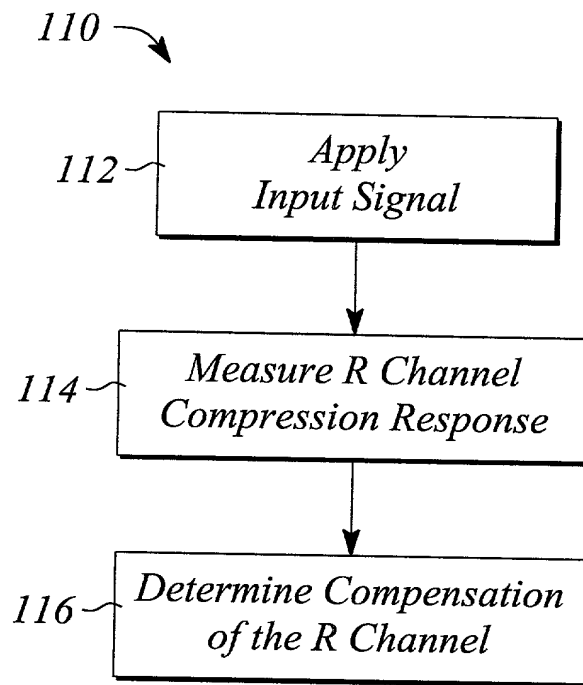 110
112
Apply
Input Signal
114
Measure R Channel
Compression Response
116
Determine Compensation
of the R Channel